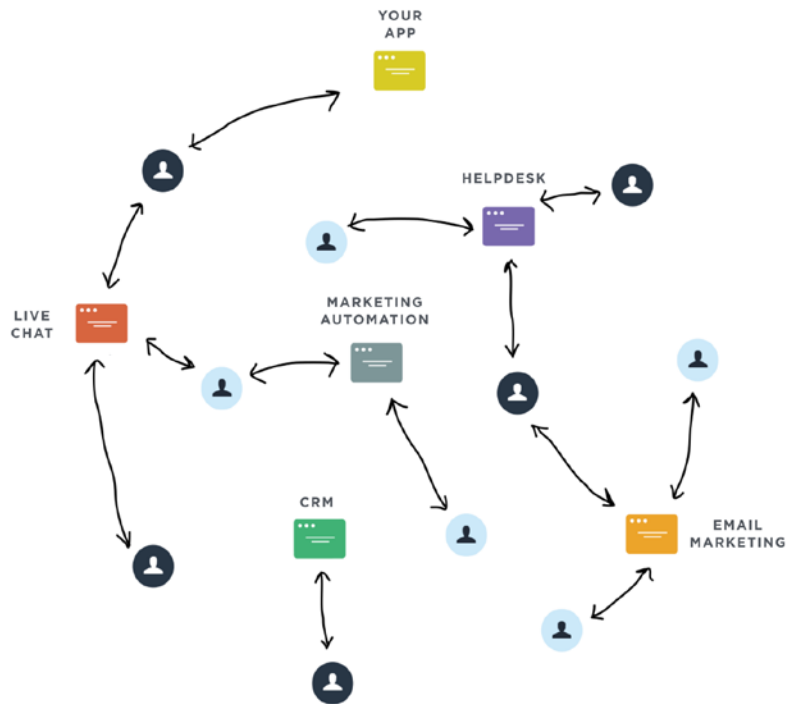 YOUR
APP
HELPDESK
LIVE
CHAT
MARKETING
AUTOMATION
CRM
EMAIL
MARKETING